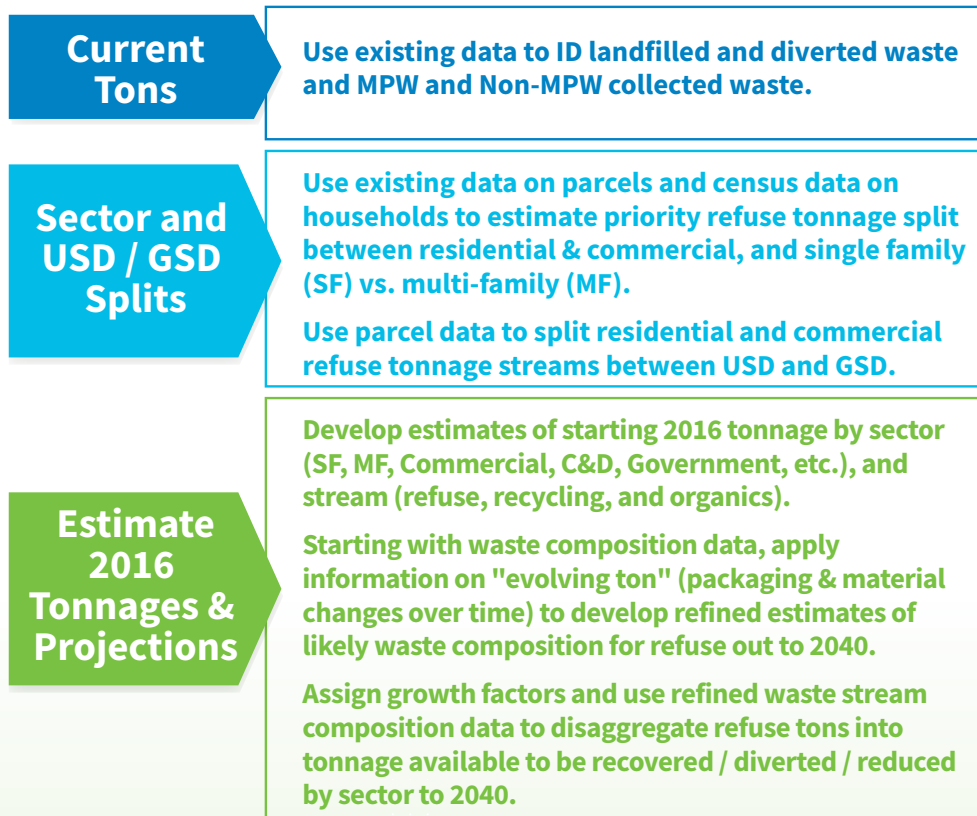 Current
Tons
Use existing data to ID landfilled and diverted waste
and MPW and Non-MPW collected waste.
Sector and
USD / GSD
Splits
Use existing data on parcels and census data on
households to estimate priority refuse tonnage split
between residential & commercial, and single family
(SF) vs. multi-family (MF).
Use parcel data to split residential and commercial
refuse tonnage streams between USD and GSD.
Estimate
2016
Tonnages &
Projections
Develop estimates of starting 2016 tonnage by sector
(SF, MF, Commercial, C&D, Government, etc.), and
stream (refuse, recycling, and organics).
Starting with waste composition data, apply
information on "evolving ton" (packaging & material
changes over time) to develop refined estimates of
likely waste composition for refuse out to 2040.
Assign growth factors and use refined waste stream
composition data to disaggregate refuse tons into
tonnage available to be recovered / diverted / reduced
by sector to 2040.